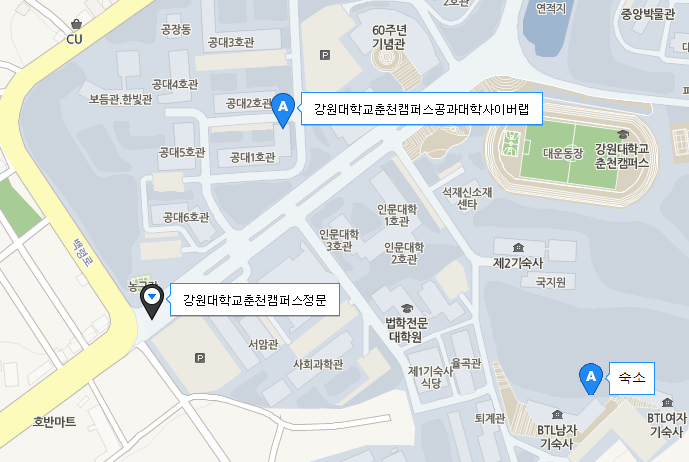 연적지
2호관
중앙박물관
60주년
기념관
공장동
CU
공대3호관
P
공대4호관
보듬관.한빛관
공대2호관
A
강원대학교춘천캠퍼스공과대학사이버랩
대운동장
강원대학교
춘천캠퍼스
공대5호관
공대1호관
석재신소재
센타
인문대학
1호관
공대6호관
인문대학
3호관
인문대학
2호관
백령로
제2기숙사
국지원
강원대학교춘천캠퍼스정문
법학전문
대학원
서암관
P
사회과학관
제1기숙사
식당
율곡관
A
숙소
퇴계관
호반마트
BTL남자
기숙사
BTL여자
기숙사